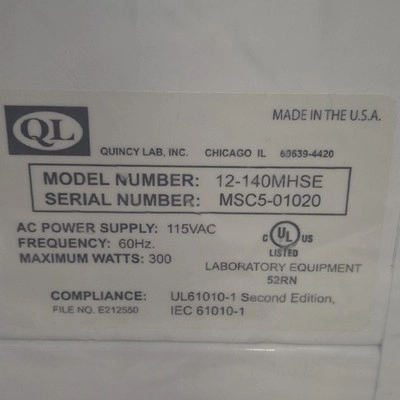 QL
MADE IN THE U.S.A.
QUINCY LAB, INC. CHICAGO IL 60639-4420
MODEL NUMBER: 12-140MHSE
SERIAL NUMBER: MSC5-01020
AC POWER SUPPLY: 115VAC
FREQUENCY: 60Hz.
MAXIMUM WATTS: 300
C UL US
LISTED
LABORATORY EQUIPMENT
52RN
COMPLIANCE: UL61010-1 Second Edition,
FILE NO. E212550 IEC 61010-1